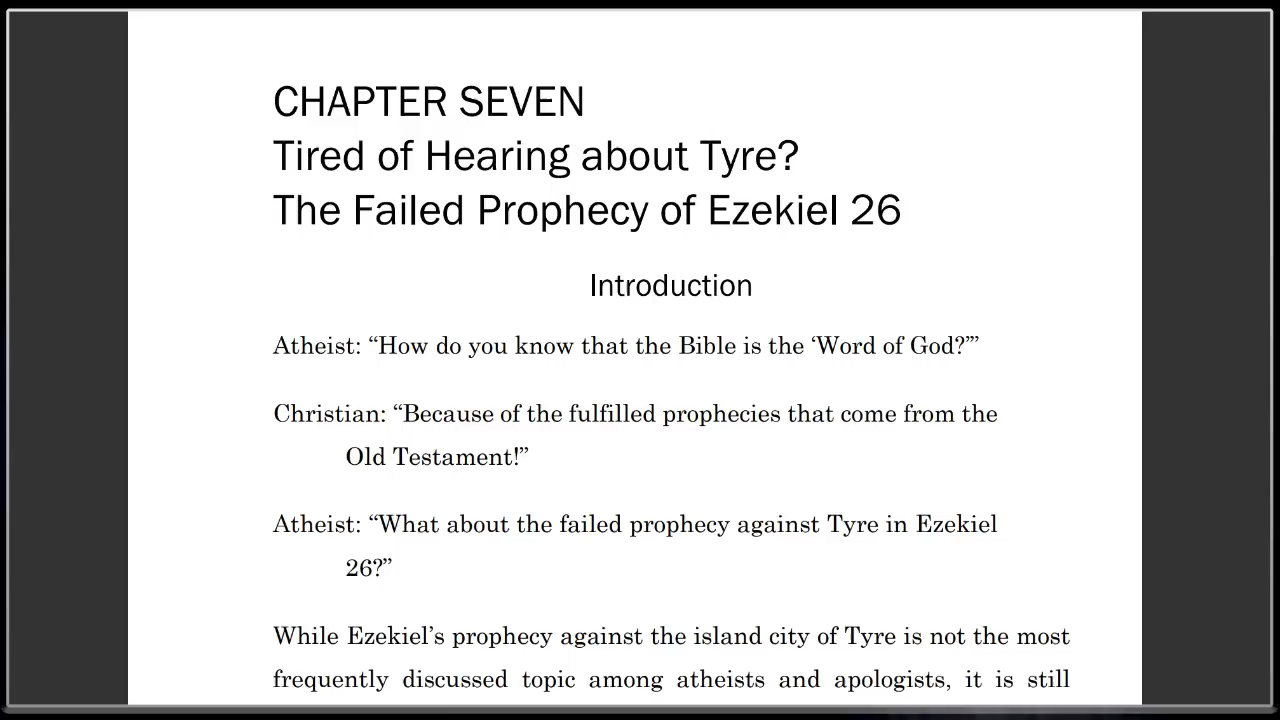 CHAPTER SEVEN
Tired of Hearing about Tyre?
The Failed Prophecy of Ezekiel 26
Introduction
Atheist: “How do you know that the Bible is the ‘Word of God?’”
Christian: “Because of the fulfilled prophecies that come from the
Old Testament!”
Atheist: “What about the failed prophecy against Tyre in Ezekiel
26?”
While Ezekiel’s prophecy against the island city of Tyre is not the most
frequently discussed topic among atheists and apologists, it is still